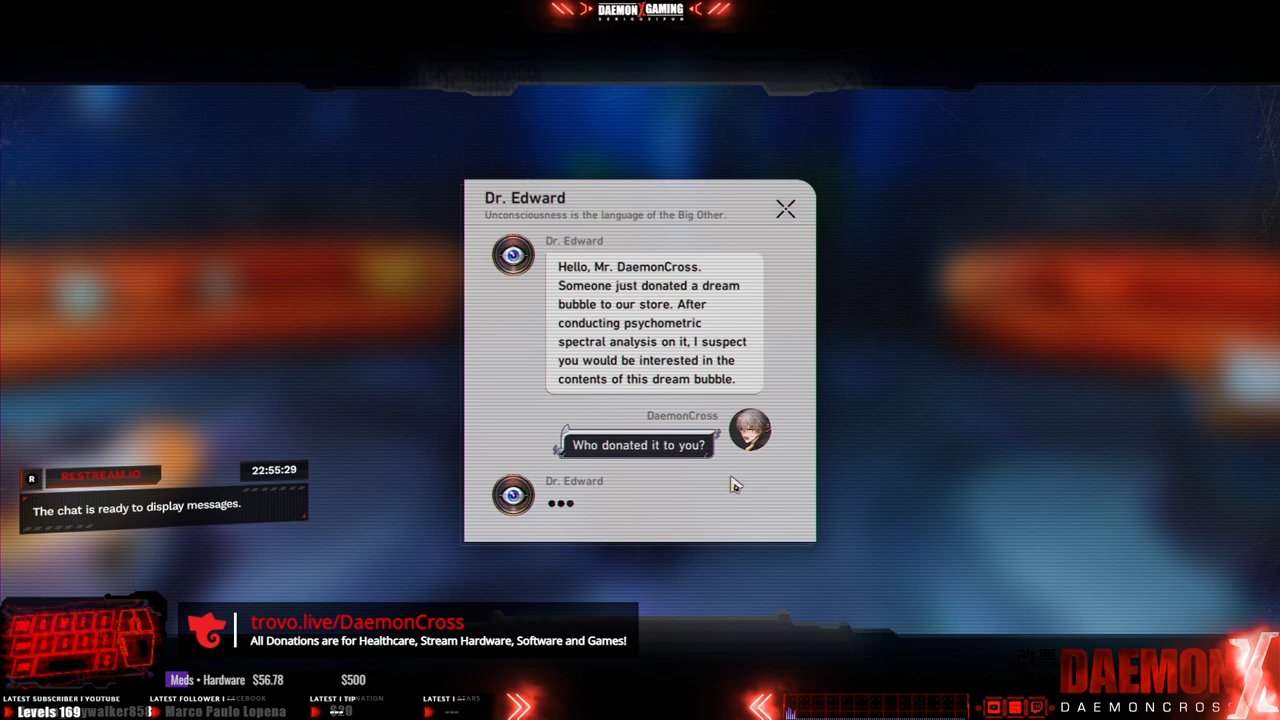 DAEMON X GAMING
SERIOUS|FUN
Dr. Edward
Unconsciousness is the language of the Big Other.
Dr. Edward
Hello, Mr. DaemonCross.
Someone just donated a dream
bubble to our store. After
conducting psychometric
spectral analysis on it, I suspect
you would be interested in the
contents of this dream bubble.
DaemonCross
Who donated it to you?
Dr. Edward
R
RESTREAM.IO
22:55:29
The chat is ready to display messages.
trovo.live/DaemonCross
All Donations are for Healthcare, Stream Hardware, Software and Games!
Meds • Hardware $56.78 $500
LATEST SUBSCRIBER | YOUTUBE
Levels 169
LATEST FOLLOWER |
Marco Paulo Lopena
LATEST | TIP
$20
LATEST |
---
DAEMON X
DAEMONCROSS